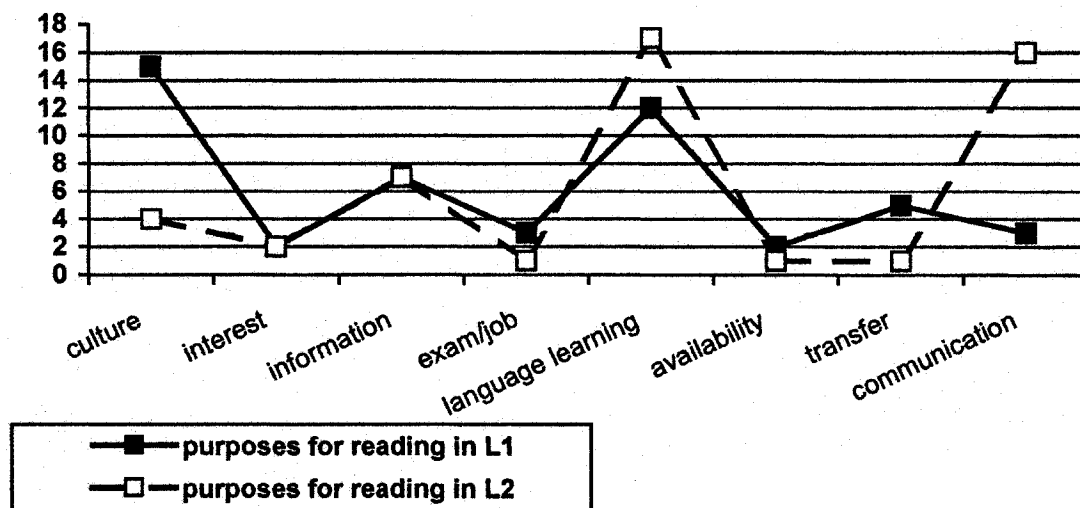 18
16
14
12
10
8
6
4
2
0
culture
interest
information
exam/job
language learning
availability
transfer
communication
purposes for reading in L1
purposes for reading in L2